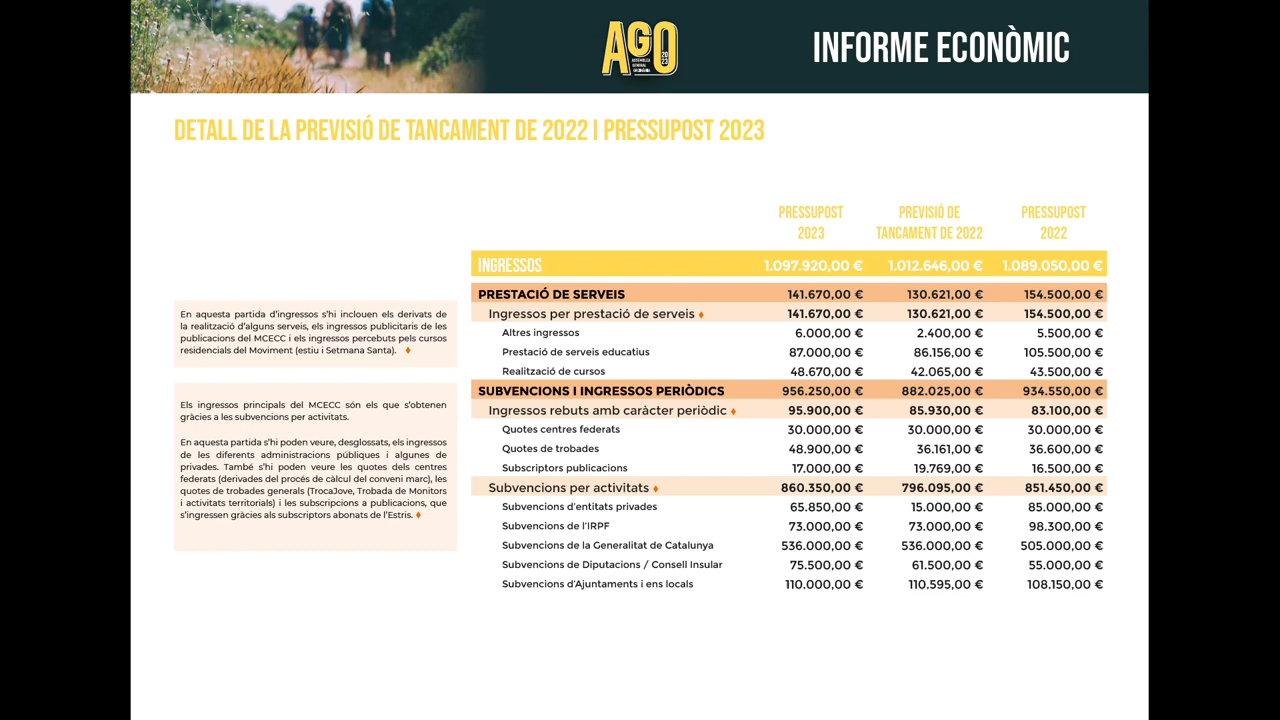 AGO
2023
ASSEMBLEA
GENERAL
ORDINÀRIA
INFORME ECONÒMIC
DETALL DE LA PREVISIÓ DE TANCAMENT DE 2022 I PRESSUPOST 2023
PRESSUPOST 2023 PREVISIÓ DE TANCAMENT DE 2022 PRESSUPOST 2022
INGRESSOS 1.097.920,00 € 1.012.646,00 € 1.089.050,00 €
PRESTACIÓ DE SERVEIS 141.670,00 € 130.621,00 € 154.500,00 €
Ingressos per prestació de serveis ♦ 141.670,00 € 130.621,00 € 154.500,00 €
Altres ingressos 6.000,00 € 2.400,00 € 5.500,00 €
Prestació de serveis educatius 87.000,00 € 86.156,00 € 105.500,00 €
Realització de cursos 48.670,00 € 42.065,00 € 43.500,00 €
SUBVENCIONS I INGRESSOS PERIÒDICS 956.250,00 € 882.025,00 € 934.550,00 €
Ingressos rebuts amb caràcter periòdic ♦ 95.900,00 € 85.930,00 € 83.100,00 €
Quotes centres federats 30.000,00 € 30.000,00 € 30.000,00 €
Quotes de trobades 48.900,00 € 36.161,00 € 36.600,00 €
Subscriptors publicacions 17.000,00 € 19.769,00 € 16.500,00 €
Subvencions per activitats ♦ 860.350,00 € 796.095,00 € 851.450,00 €
Subvencions d'entitats privades 65.850,00 € 15.000,00 € 85.000,00 €
Subvencions de l'IRPF 73.000,00 € 73.000,00 € 98.300,00 €
Subvencions de la Generalitat de Catalunya 536.000,00 € 536.000,00 € 505.000,00 €
Subvencions de Diputacions / Consell Insular 75.500,00 € 61.500,00 € 55.000,00 €
Subvencions d'Ajuntaments i ens locals 110.000,00 € 110.595,00 € 108.150,00 €
En aquesta partida d'ingressos s'hi inclouen els derivats de
la realització d'alguns serveis, els ingressos publicitaris de les
publicacions del MCECC i els ingressos percebuts pels cursos
residencials del Moviment (estiu i Setmana Santa). ♦
Els ingressos principals del MCECC són els que s'obtenen
gràcies a les subvencions per activitats.
En aquesta partida s'hi poden veure, desglossats, els ingressos
de les diferents administracions públiques i algunes de
privades. També s'hi poden veure les quotes dels centres
federats (derivades del procés de càlcul del conveni marc), les
quotes de trobades generals (TrocaJove, Trobada de Monitors
i activitats territorials) i les subscripcions a publicacions, que
s'ingressen gràcies als subscriptors abonats de l'Estris. ♦